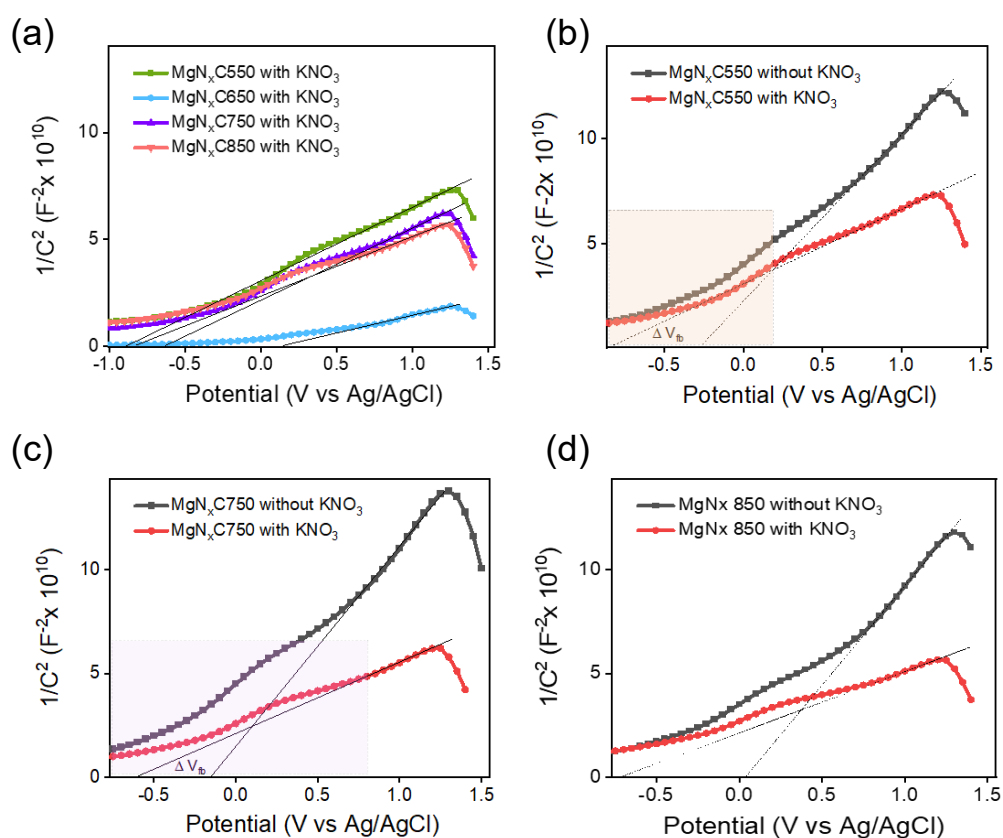 (a)
MgNₓC550 with KNO₃
MgNₓC650 with KNO₃
MgNₓC750 with KNO₃
MgNₓC850 with KNO₃
1/C² (F⁻²x 10¹⁰)
10
5
0
-1.0 -0.5 0.0 0.5 1.0 1.5
Potential (V vs Ag/AgCl)
(b)
MgNₓC550 without KNO₃
MgNₓC550 with KNO₃
1/C² (F-2x 10¹⁰)
10
5
Δ V_fb
-0.5 0.0 0.5 1.0 1.5
Potential (V vs Ag/AgCl)
(c)
MgNₓC750 without KNO₃
MgNₓC750 with KNO₃
1/C² (F⁻²x 10¹⁰)
10
5
0
Δ V_fb
-0.5 0.0 0.5 1.0 1.5
Potential (V vs Ag/AgCl)
(d)
MgNx 850 without KNO₃
MgNx 850 with KNO₃
1/C² (F⁻²x 10¹⁰)
10
5
0
-0.5 0.0 0.5 1.0 1.5
Potential (V vs Ag/AgCl)